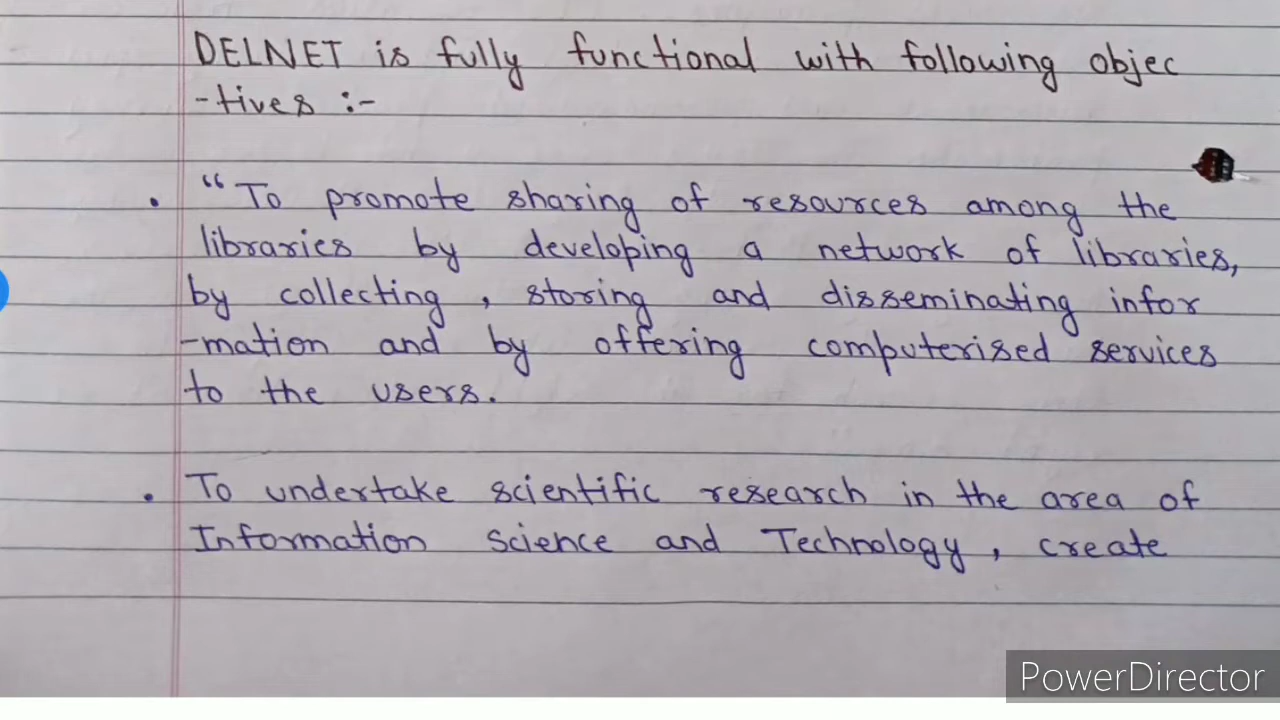 DELNET is fully functional with following objec
-tives :-
• “To promote sharing of resources among the
libraries by developing a network of libraries,
by collecting , storing and disseminating infor
-mation and by offering computerised services
to the users.
• To undertake scientific research in the area of
Information Science and Technology , create
PowerDirector